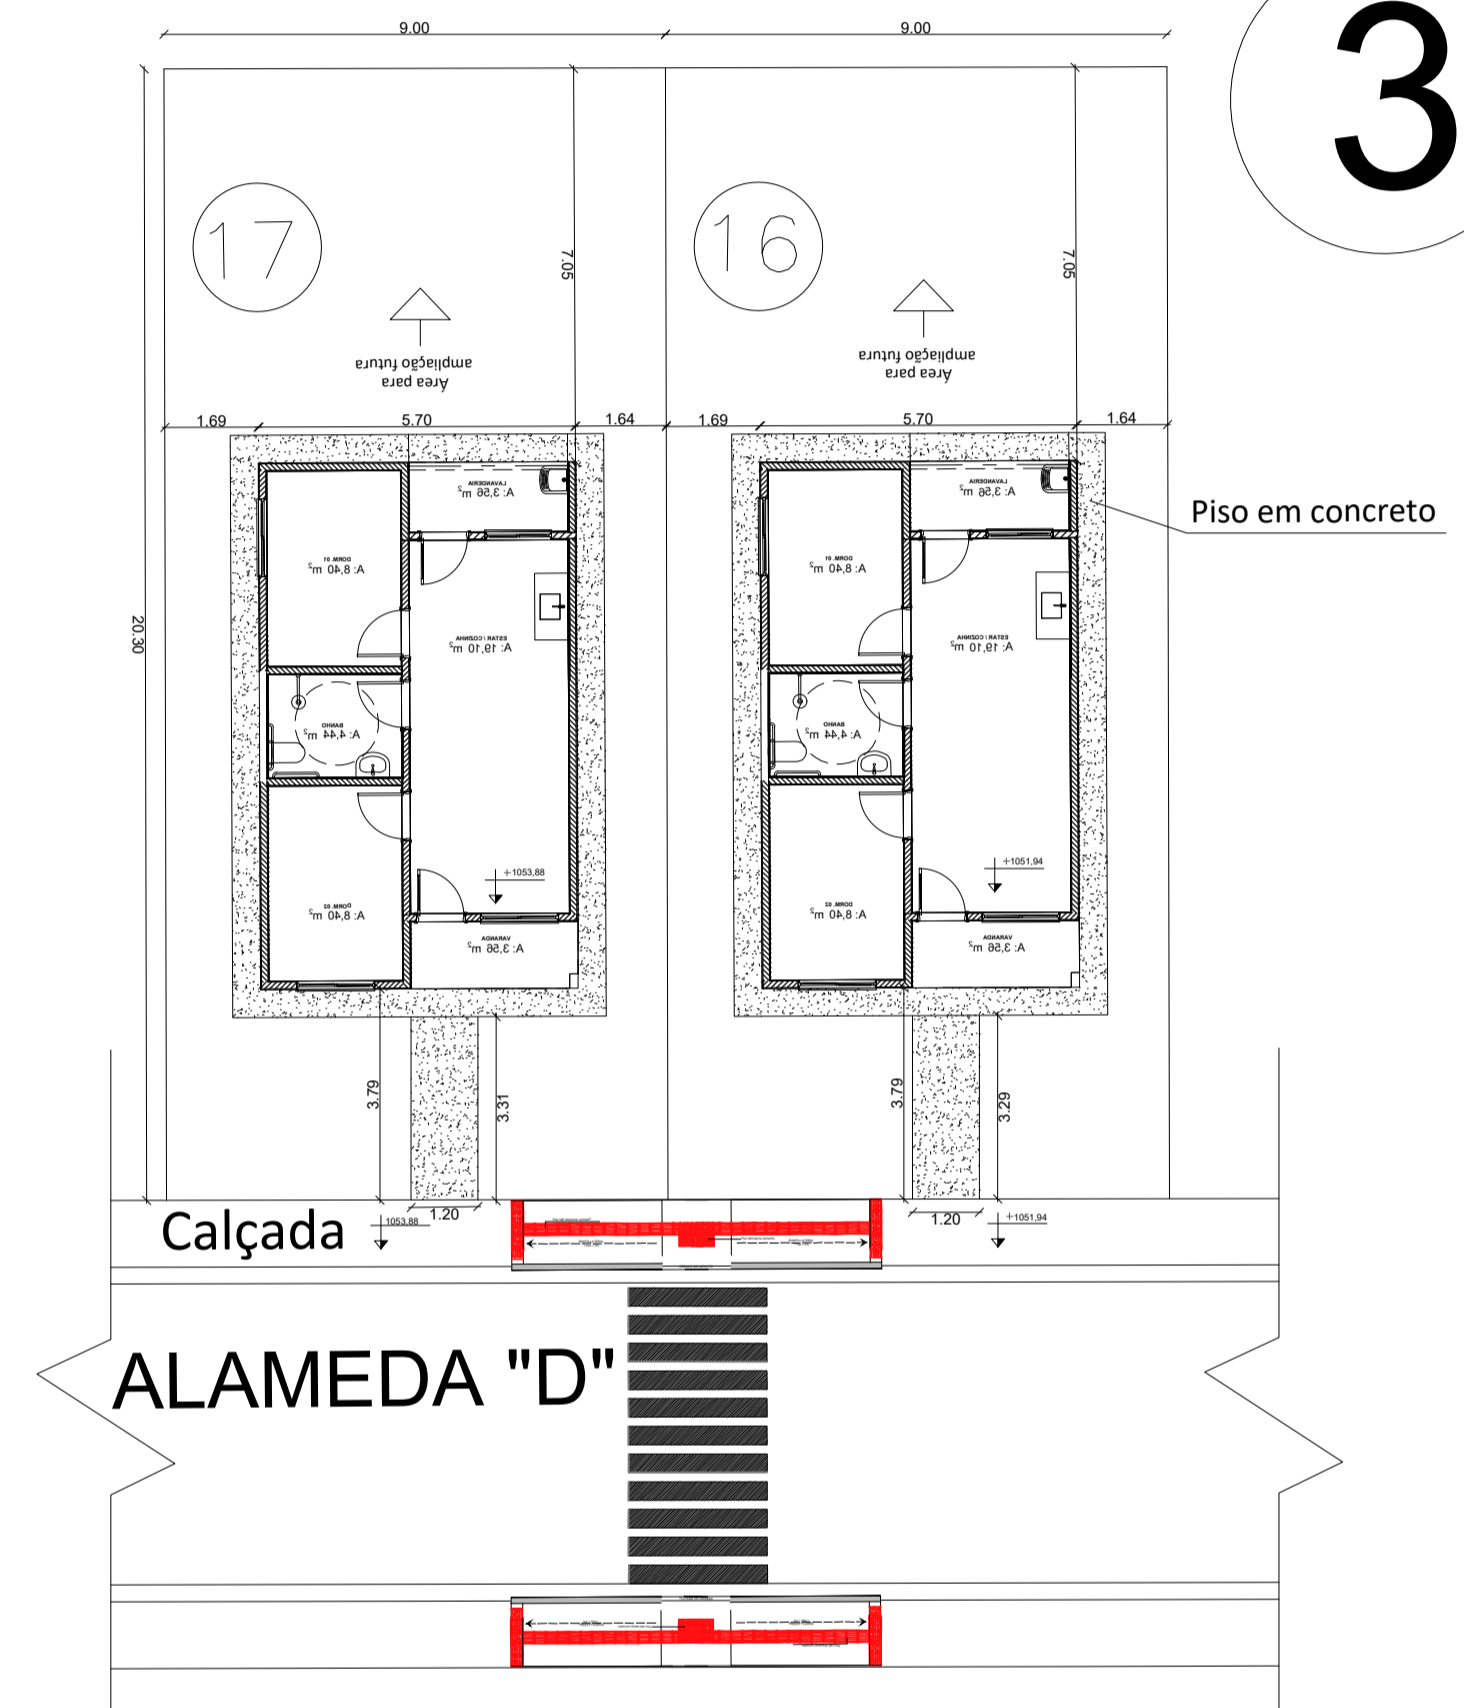 9.00
9.00
3
17
16
7.05
7.05
Área para
ampliação futura
Área para
ampliação futura
1.69
5.70
1.64
1.69
5.70
1.64
LAVANDERIA
A: 3,56 m²
LAVANDERIA
A: 3,56 m²
Piso em concreto
DORM. 01
A: 8,40 m²
DORM. 01
A: 8,40 m²
20.30
ESTAR / COZINHA
A: 19,10 m²
ESTAR / COZINHA
A: 19,10 m²
BANHO
A: 4,44 m²
BANHO
A: 4,44 m²
+1053,88
+1051,94
DORM. 02
A: 8,40 m²
DORM. 02
A: 8,40 m²
VARANDA
A: 3,56 m²
VARANDA
A: 3,56 m²
3.79
3.31
3.79
3.29
1.20
1.20
Calçada
1053,88
+1051,94
ALAMEDA "D"